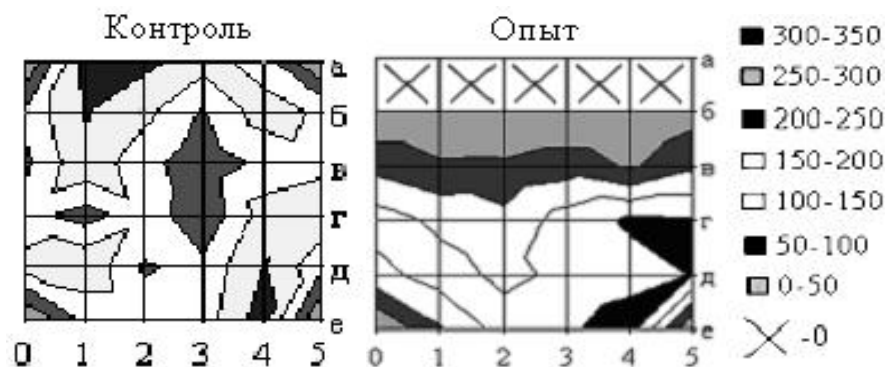 Контроль
Опыт
а
б
в
г
д
е
0 1 2 3 4 5
а
б
в
г
д
е
0 1 2 3 4 5
300-350
250-300
200-250
150-200
100-150
50-100
0-50
-0